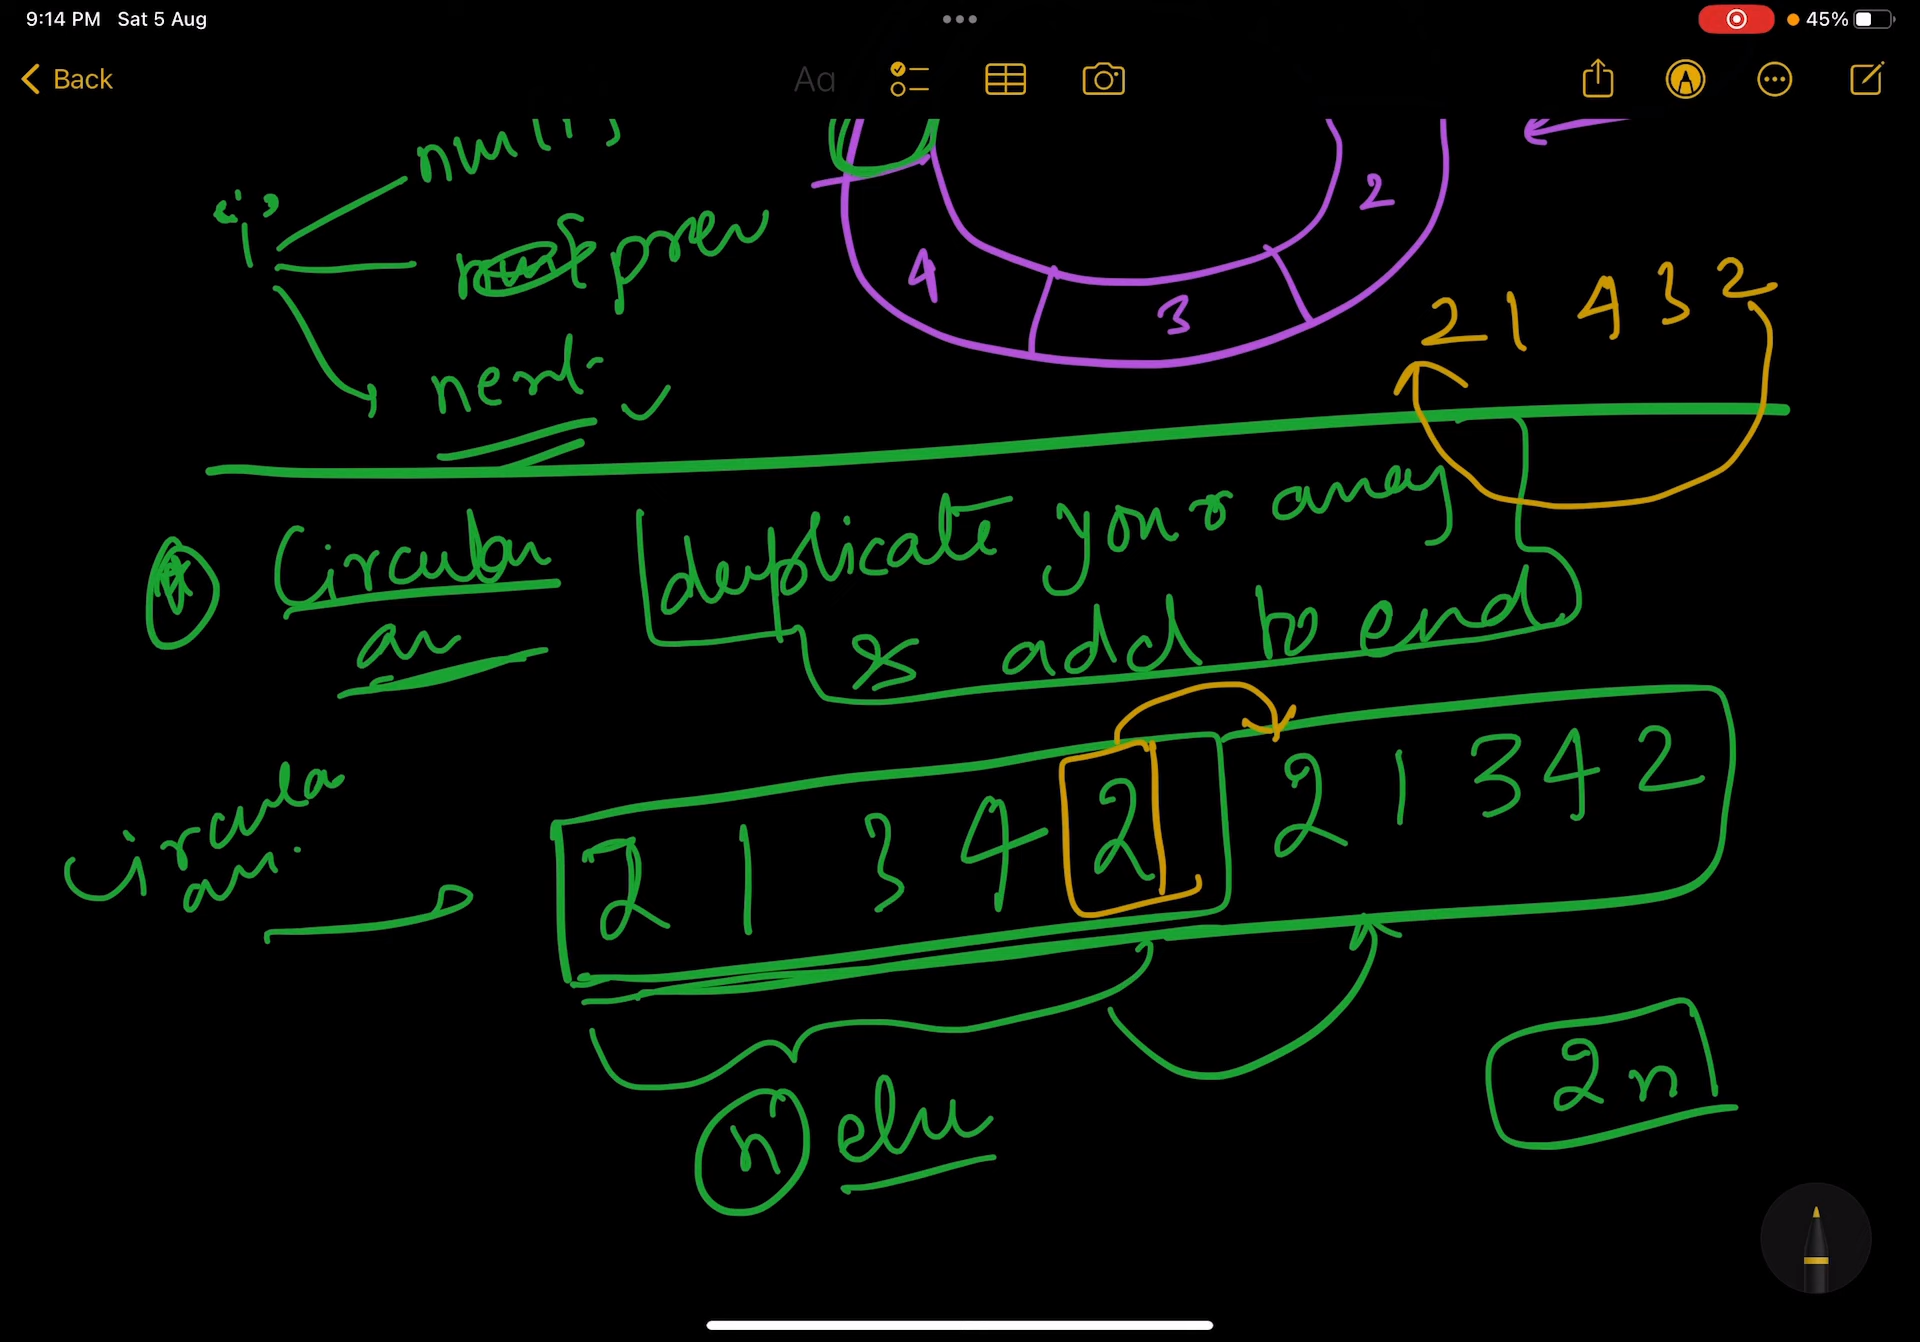 9:14 PM Sat 5 Aug
45%
Back
Aa
"i"
prev
next
4
3
2
2 1 4 3 2
Circular
arr
duplicate your array
& add to end
Circular
arr
2 1 3 4 2 2 1 3 4 2
n ele
2n